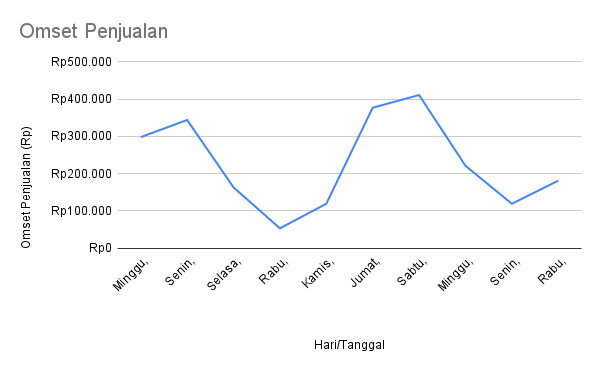 Omset Penjualan
Rp500.000
Rp400.000
Rp300.000
Rp200.000
Rp100.000
Rp0
Omset Penjualan (Rp)
Minggu,
Senin,
Selasa,
Rabu,
Kamis,
Jumat,
Sabtu,
Minggu,
Senin,
Rabu,
Hari/Tanggal